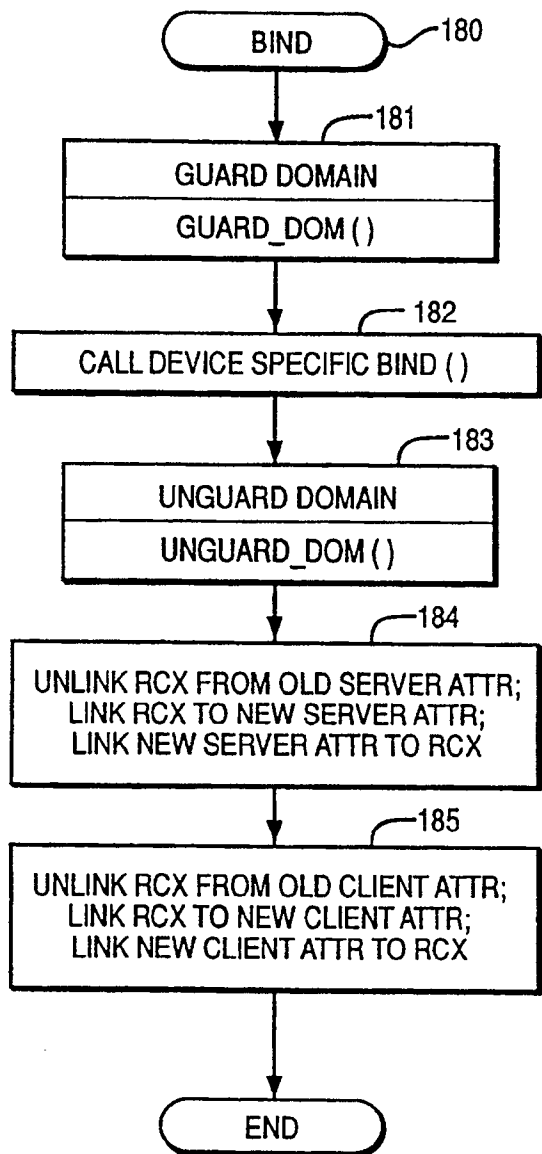 BIND
180
181
GUARD DOMAIN
GUARD_DOM ( )
182
CALL DEVICE SPECIFIC BIND ( )
183
UNGUARD DOMAIN
UNGUARD_DOM ( )
184
UNLINK RCX FROM OLD SERVER ATTR;
LINK RCX TO NEW SERVER ATTR;
LINK NEW SERVER ATTR TO RCX
185
UNLINK RCX FROM OLD CLIENT ATTR;
LINK RCX TO NEW CLIENT ATTR;
LINK NEW CLIENT ATTR TO RCX
END